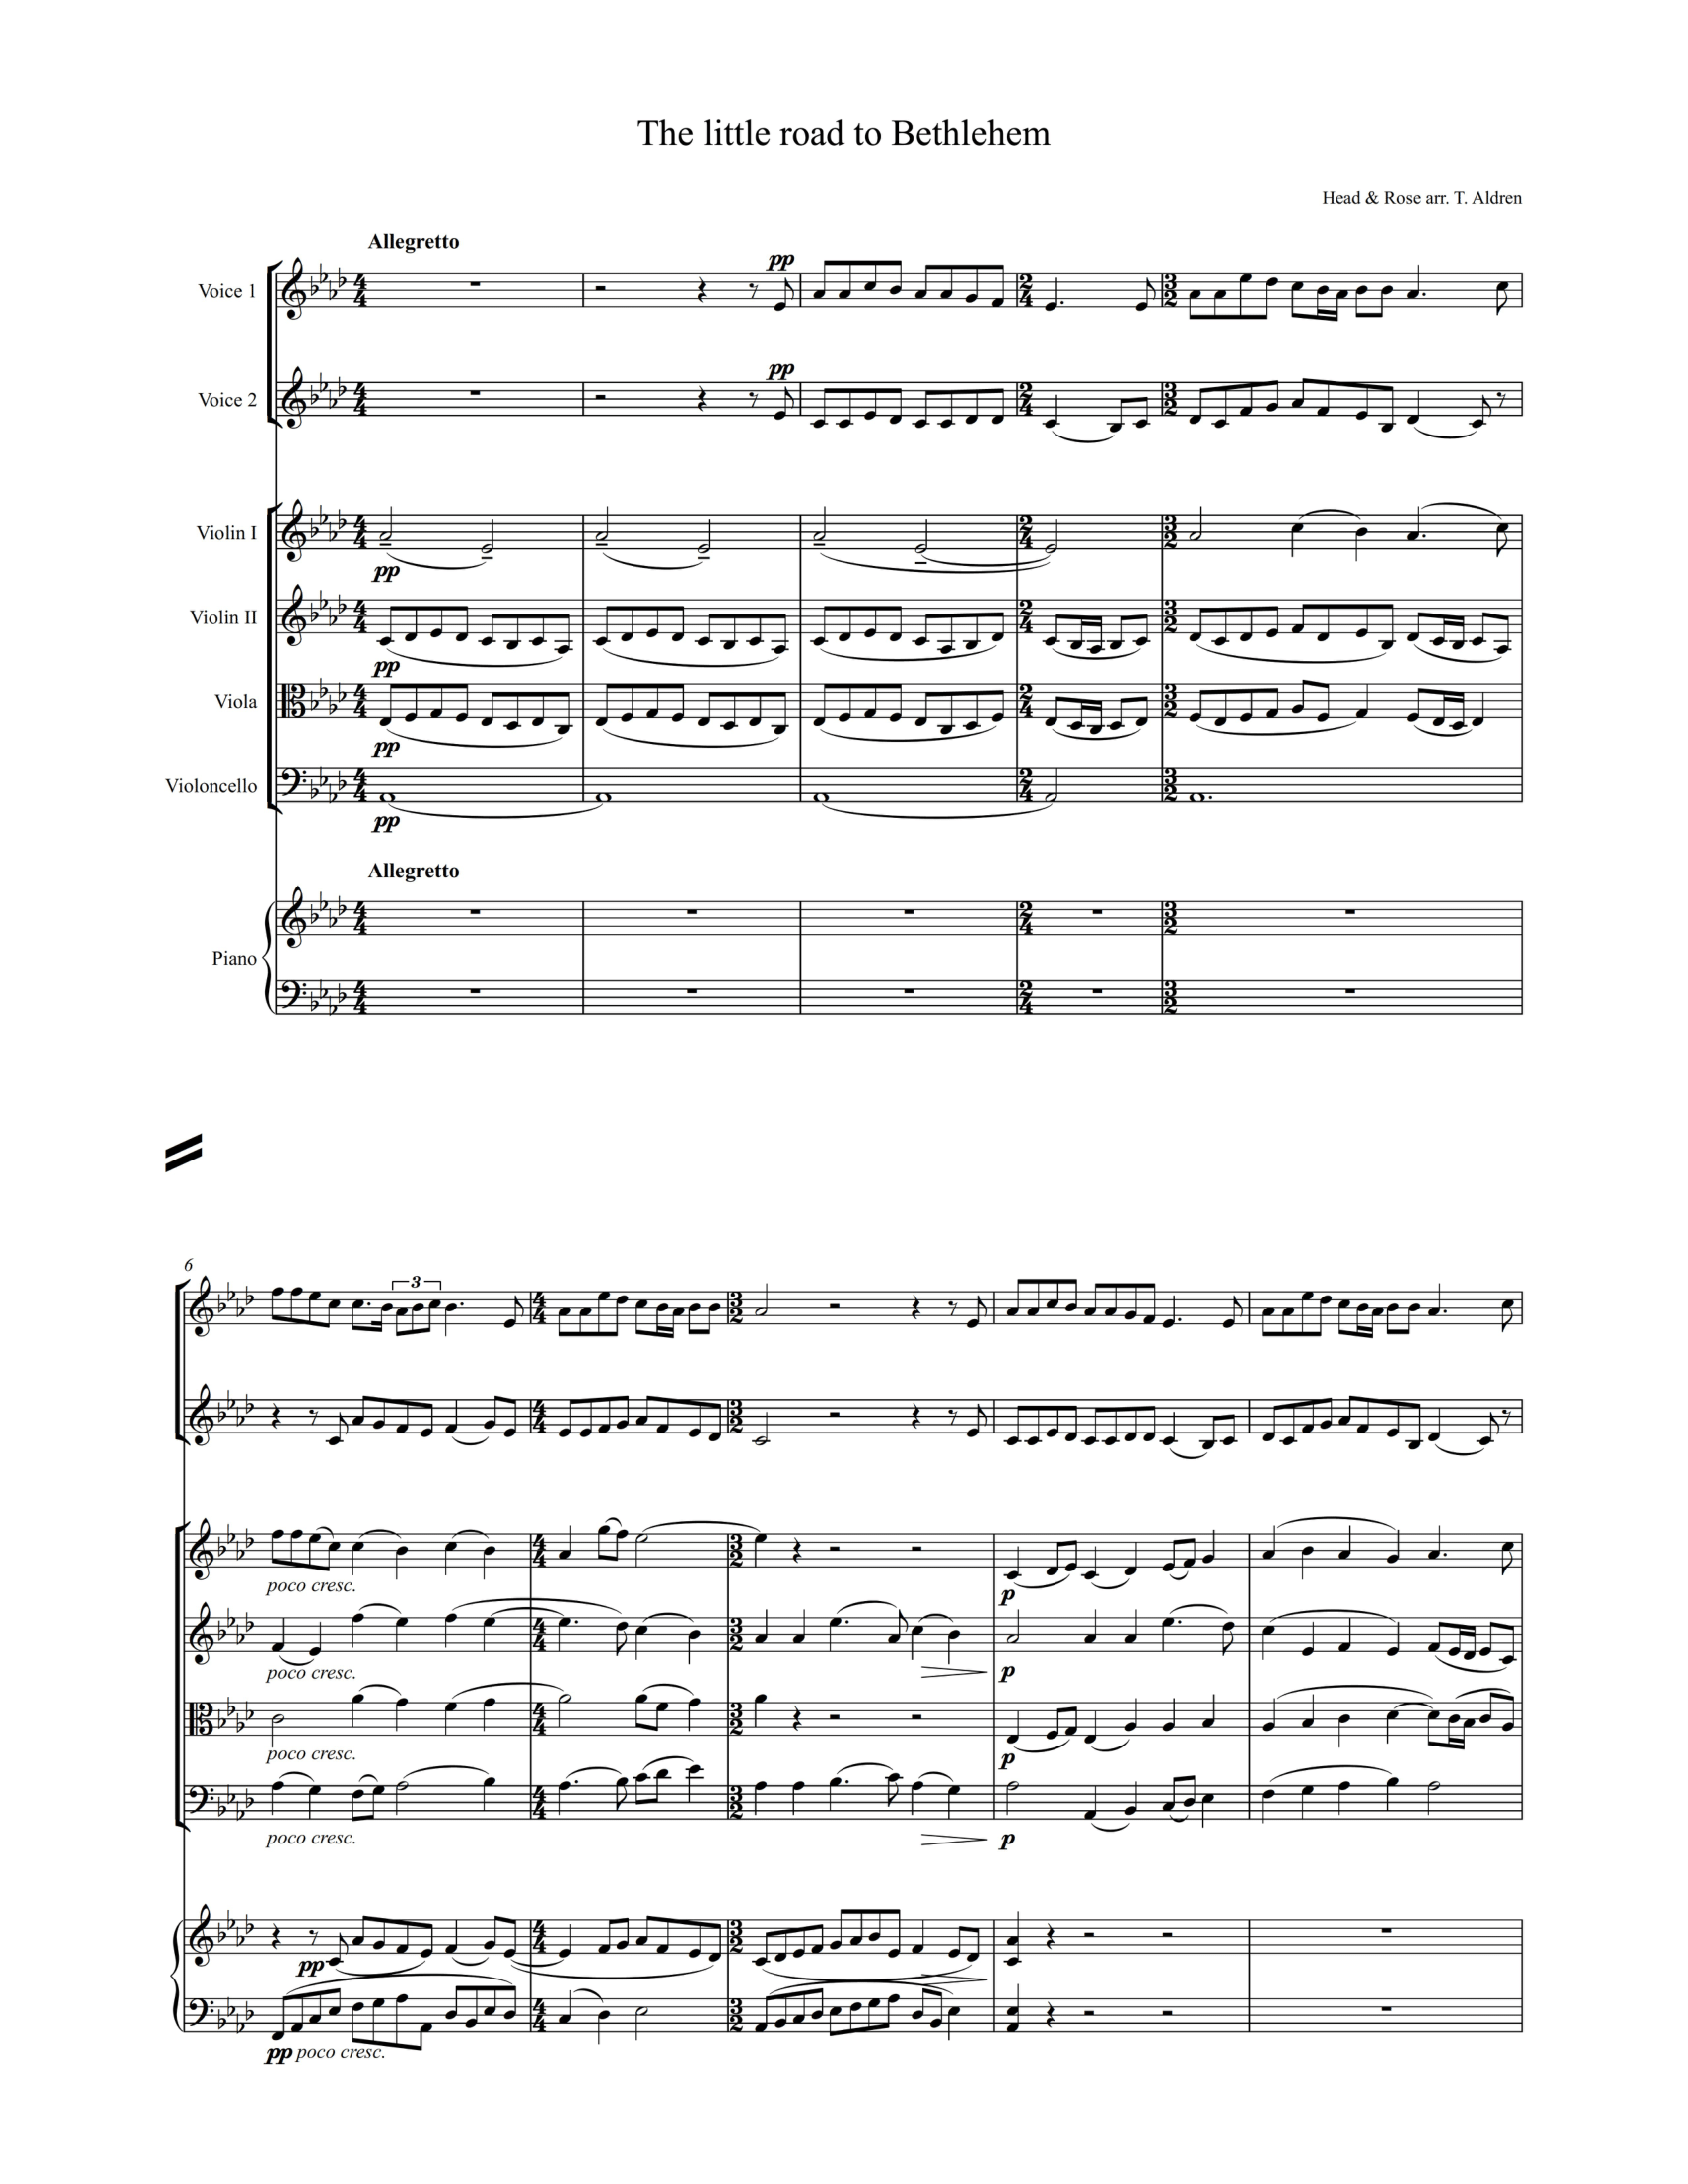 The little road to Bethlehem
Head & Rose arr. T. Aldren
Allegretto
Voice 1
pp
Voice 2
pp
Violin I
pp
Violin II
pp
Viola
pp
Violoncello
pp
Allegretto
Piano
6
3
poco cresc.
p
poco cresc.
p
poco cresc.
p
poco cresc.
p
pp
pp poco cresc.